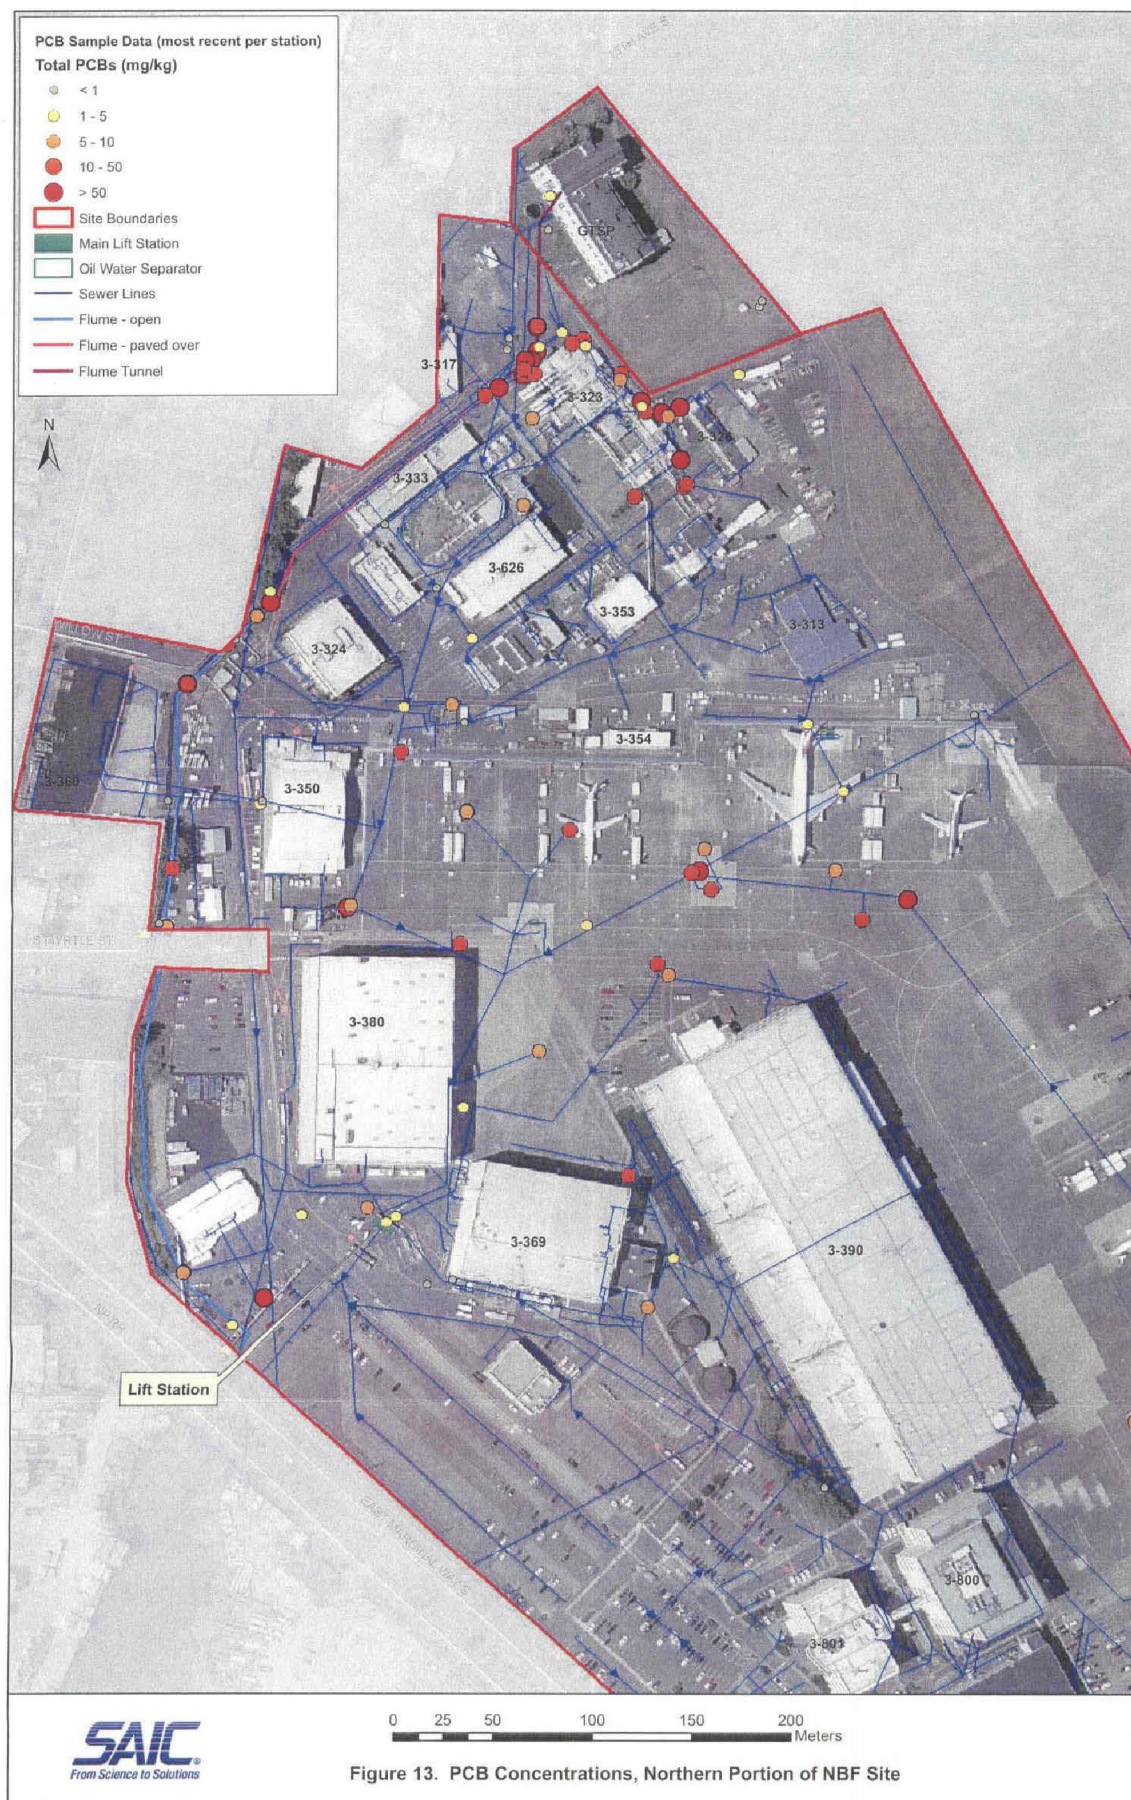 PCB Sample Data (most recent per station)
Total PCBs (mg/kg)
< 1
1 - 5
5 - 10
10 - 50
> 50
Site Boundaries
Main Lift Station
Oil Water Separator
Sewer Lines
Flume - open
Flume - paved over
Flume Tunnel
N
GTSP
3-317
3-323
3-326
3-333
3-626
3-353
3-313
3-324
WILLOW ST
3-354
3-360
3-350
3-380
3-369
3-390
Lift Station
3-800
3-801
SAIC®
From Science to Solutions
0 25 50 100 150 200
Meters
Figure 13. PCB Concentrations, Northern Portion of NBF Site